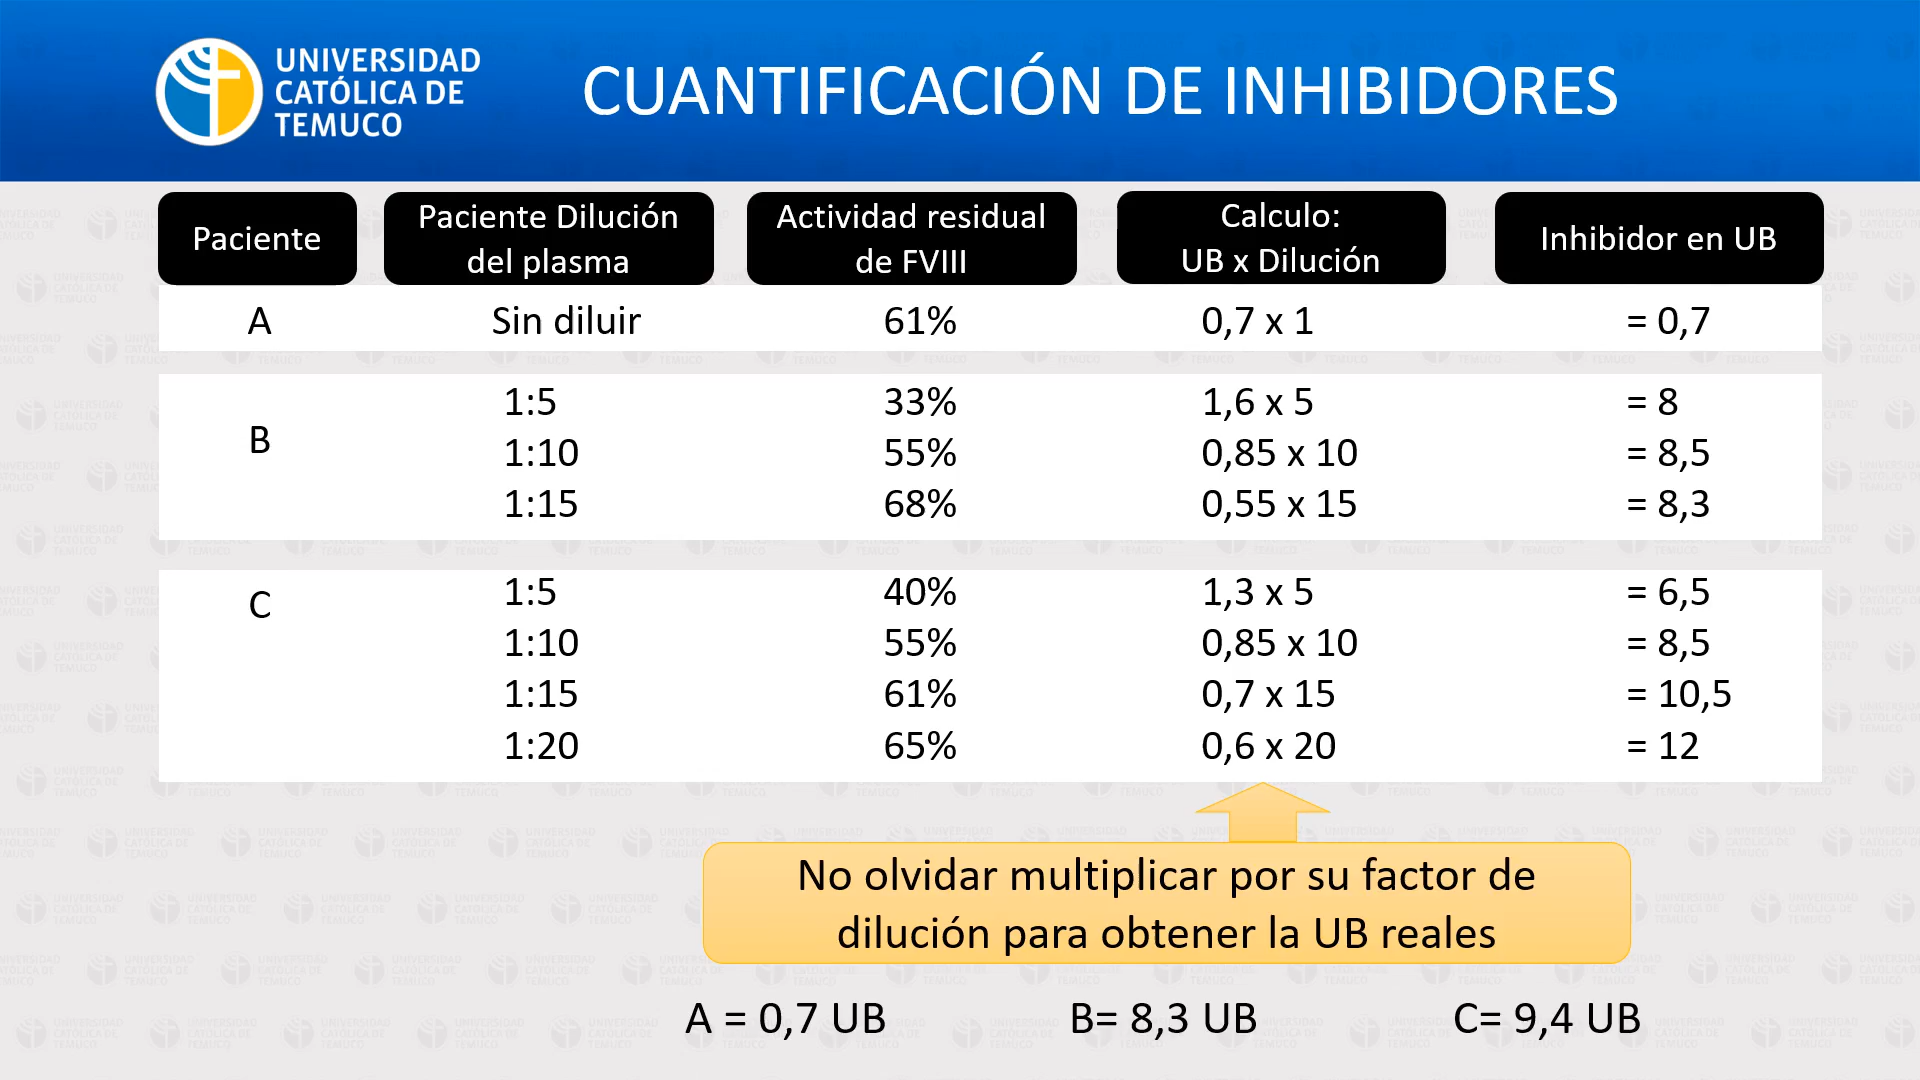 UNIVERSIDAD
CATÓLICA DE
TEMUCO
CUANTIFICACIÓN DE INHIBIDORES
Paciente
Paciente Dilución
del plasma
Actividad residual
de FVIII
Calculo:
UB x Dilución
Inhibidor en UB
A Sin diluir 61% 0,7 x 1 = 0,7
B
1:5 33% 1,6 x 5 = 8
1:10 55% 0,85 x 10 = 8,5
1:15 68% 0,55 x 15 = 8,3
C
1:5 40% 1,3 x 5 = 6,5
1:10 55% 0,85 x 10 = 8,5
1:15 61% 0,7 x 15 = 10,5
1:20 65% 0,6 x 20 = 12
No olvidar multiplicar por su factor de
dilución para obtener la UB reales
A = 0,7 UB B= 8,3 UB C= 9,4 UB